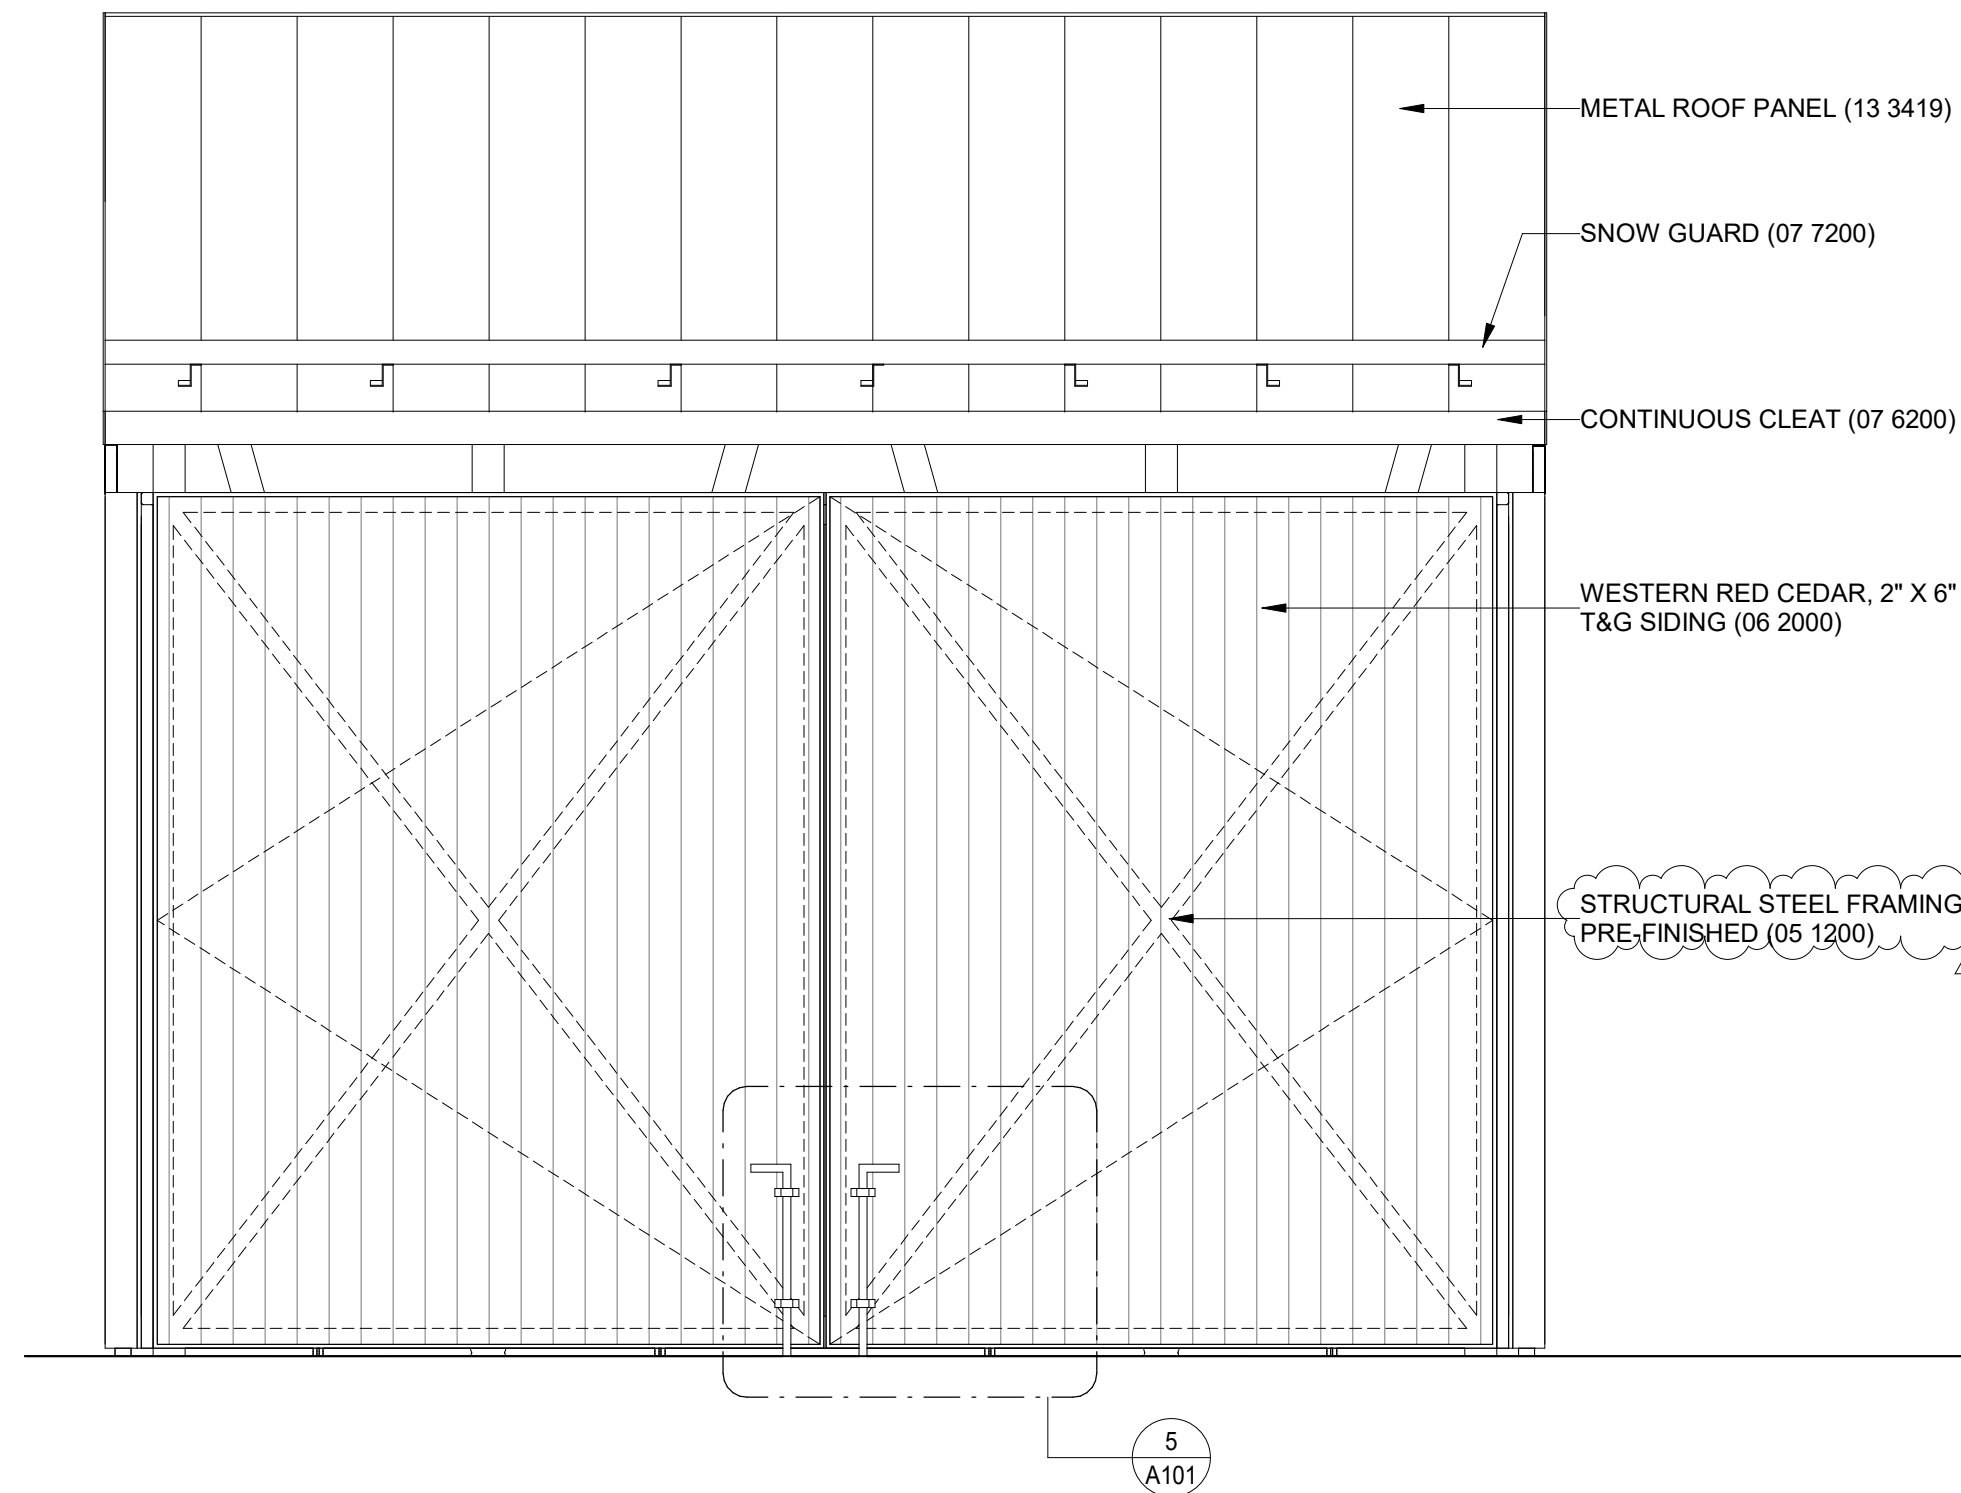 METAL ROOF PANEL (13 3419)
SNOW GUARD (07 7200)
CONTINUOUS CLEAT (07 6200)
WESTERN RED CEDAR, 2" X 6"
T&G SIDING (06 2000)
STRUCTURAL STEEL FRAMING
PRE-FINISHED (05 1200)
5
A101